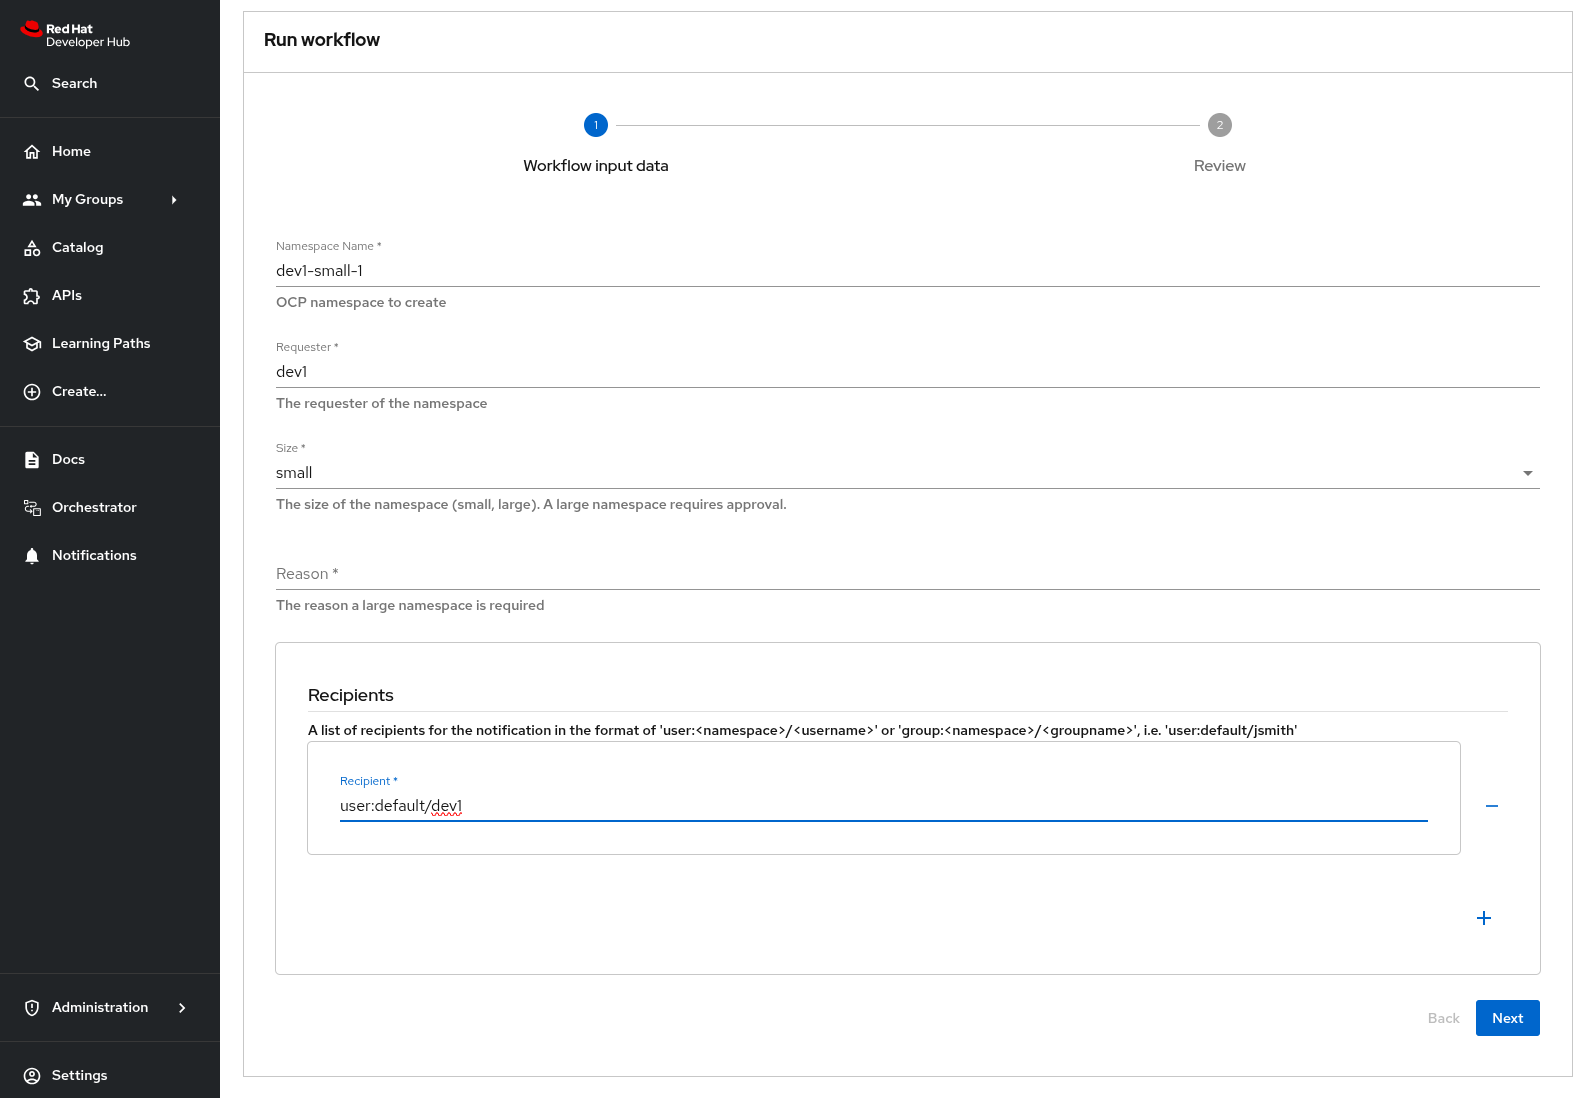 Red Hat
Developer Hub
Search
Home
My Groups
Catalog
APIs
Learning Paths
Create...
Docs
Orchestrator
Notifications
Administration
Settings
Run workflow
1
2
Workflow input data
Review
Namespace Name *
dev1-small-1
OCP namespace to create
Requester *
dev1
The requester of the namespace
Size *
small
The size of the namespace (small, large). A large namespace requires approval.
Reason *
The reason a large namespace is required
Recipients
A list of recipients for the notification in the format of 'user:<namespace>/<username>' or 'group:<namespace>/<groupname>', i.e. 'user:default/jsmith'
Recipient *
user:default/dev1
Back
Next